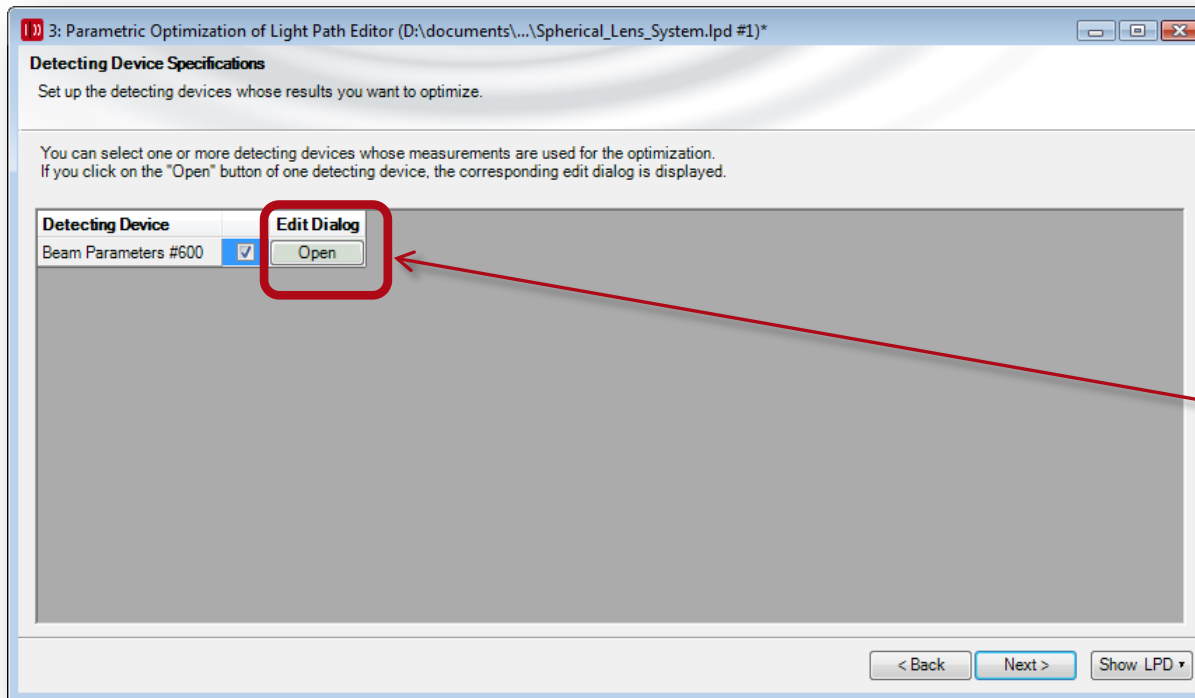 3: Parametric Optimization of Light Path Editor (D:\documents\...\Spherical_Lens_System.lpd #1)*
Detecting Device Specifications
Set up the detecting devices whose results you want to optimize.
You can select one or more detecting devices whose measurements are used for the optimization.
If you click on the "Open" button of one detecting device, the corresponding edit dialog is displayed.
Detecting Device Edit Dialog
Beam Parameters #600 Open
< Back Next > Show LPD